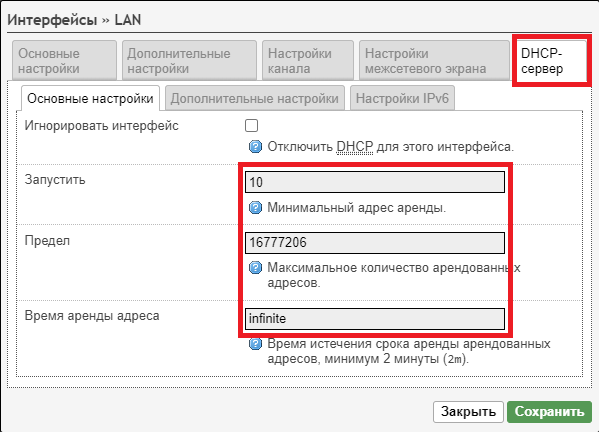 Интерфейсы » LAN
Основные настройки
Дополнительные настройки
Настройки канала
Настройки межсетевого экрана
DHCP-сервер
Основные настройки
Дополнительные настройки
Настройки IPv6
Игнорировать интерфейс
Отключить DHCP для этого интерфейса.
Запустить
10
Минимальный адрес аренды.
Предел
16777206
Максимальное количество арендованных
адресов.
Время аренды адреса
infinite
Время истечения срока аренды арендованных
адресов, минимум 2 минуты (2m).
Закрыть
Сохранить